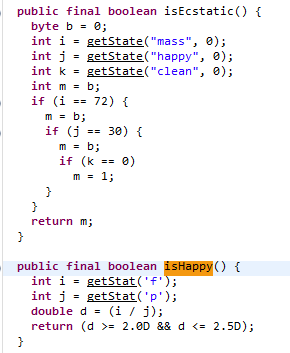 public final boolean isEcstatic() {
byte b = 0;
int i = getState("mass", 0);
int j = getState("happy", 0);
int k = getState("clean", 0);
int m = b;
if (i == 72) {
m = b;
if (j == 30) {
m = b;
if (k == 0)
m = 1;
}
}
return m;
}
public final boolean isHappy() {
int i = getStat('f');
int j = getStat('p');
double d = (i / j);
return (d >= 2.0D && d <= 2.5D);
}